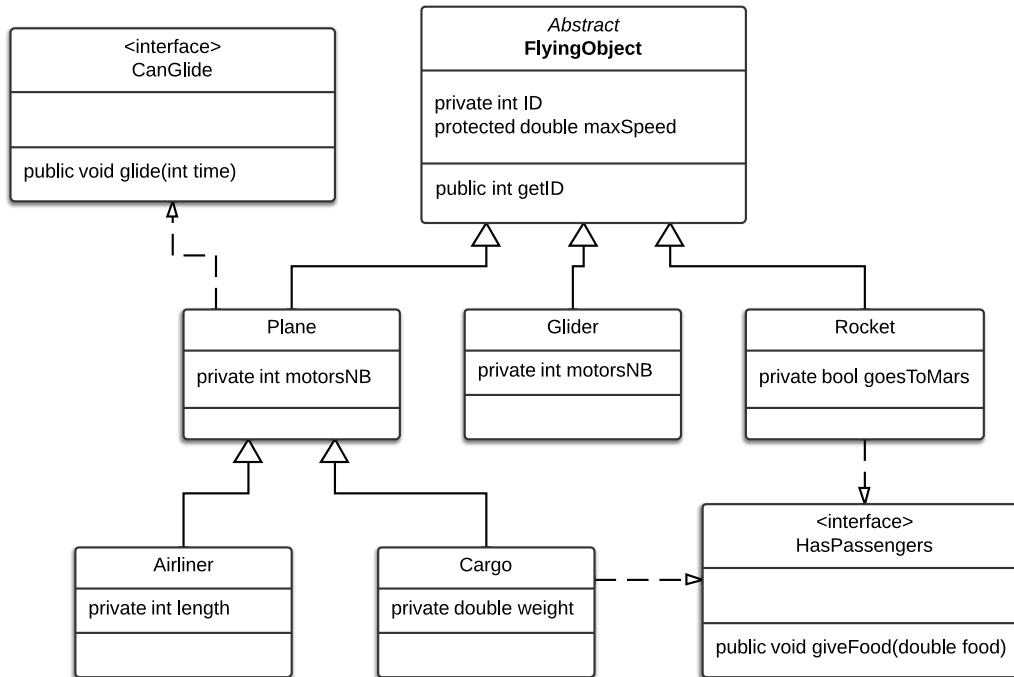 <interface>
CanGlide
public void glide(int time)
Abstract
FlyingObject
private int ID
protected double maxSpeed
public int getID
Plane
private int motorsNB
Glider
private int motorsNB
Rocket
private bool goesToMars
Airliner
private int length
Cargo
private double weight
<interface>
HasPassengers
public void giveFood(double food)